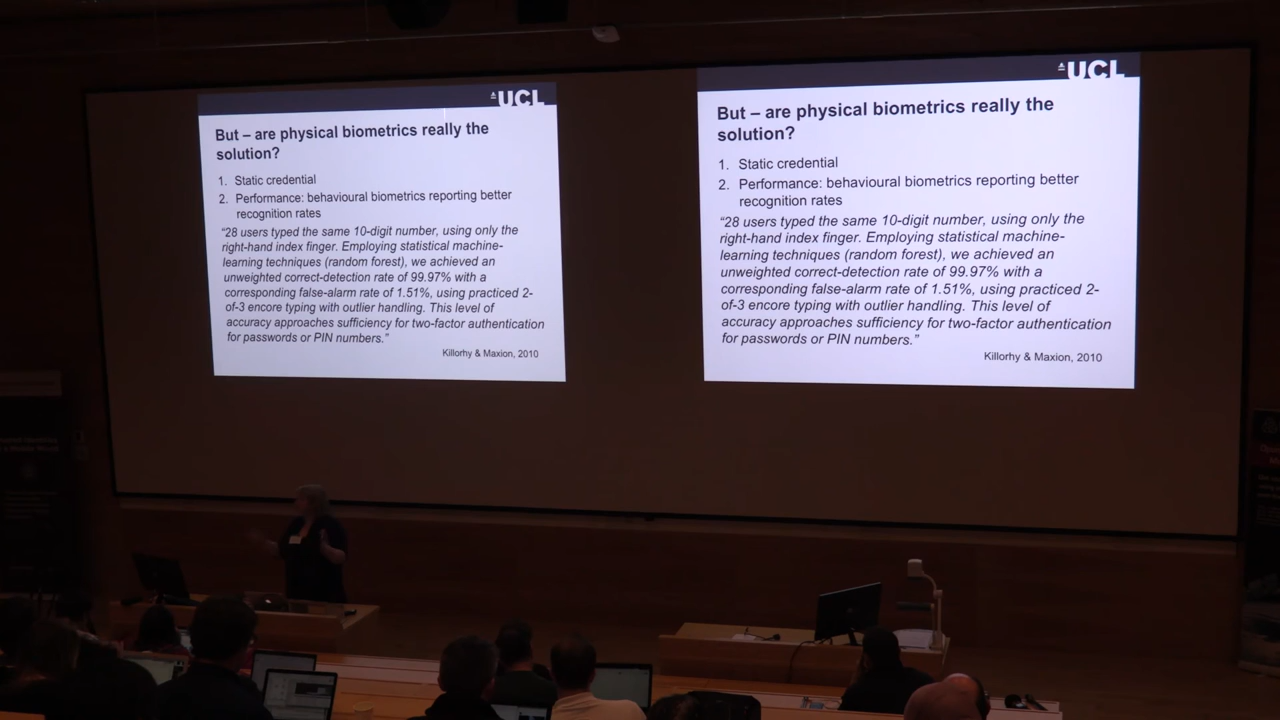 UCL
But – are physical biometrics really the
solution?
1. Static credential
2. Performance: behavioural biometrics reporting better
recognition rates
“28 users typed the same 10-digit number, using only the
right-hand index finger. Employing statistical machine-
learning techniques (random forest), we achieved an
unweighted correct-detection rate of 99.97% with a
corresponding false-alarm rate of 1.51%, using practiced 2-
of-3 encore typing with outlier handling. This level of
accuracy approaches sufficiency for two-factor authentication
for passwords or PIN numbers.”
Killorhy & Maxion, 2010
UCL
But – are physical biometrics really the
solution?
1. Static credential
2. Performance: behavioural biometrics reporting better
recognition rates
“28 users typed the same 10-digit number, using only the
right-hand index finger. Employing statistical machine-
learning techniques (random forest), we achieved an
unweighted correct-detection rate of 99.97% with a
corresponding false-alarm rate of 1.51%, using practiced 2-
of-3 encore typing with outlier handling. This level of
accuracy approaches sufficiency for two-factor authentication
for passwords or PIN numbers.”
Killorhy & Maxion, 2010